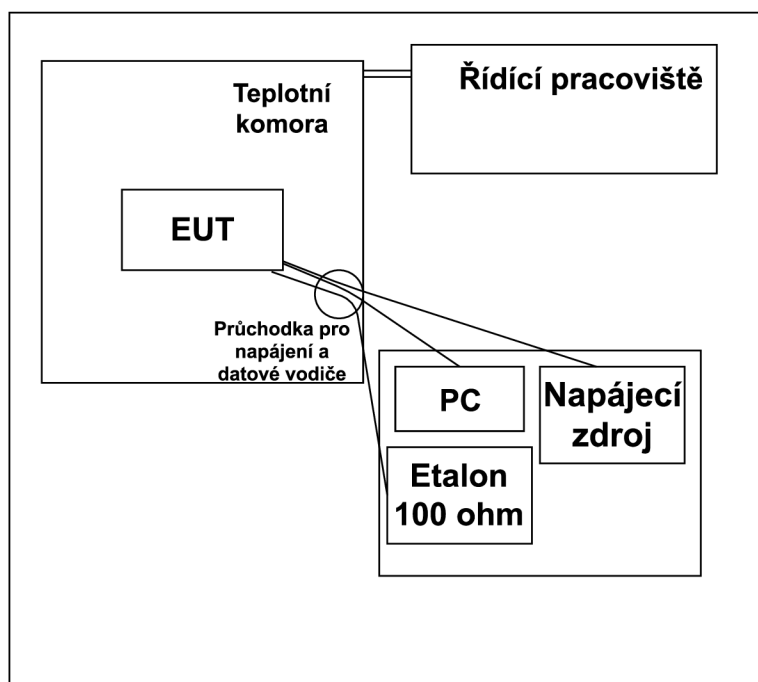 Teplotní
komora
Řídící pracoviště
EUT
Průchodka pro
napájení a
datové vodiče
PC
Napájecí
zdroj
Etalon
100 ohm